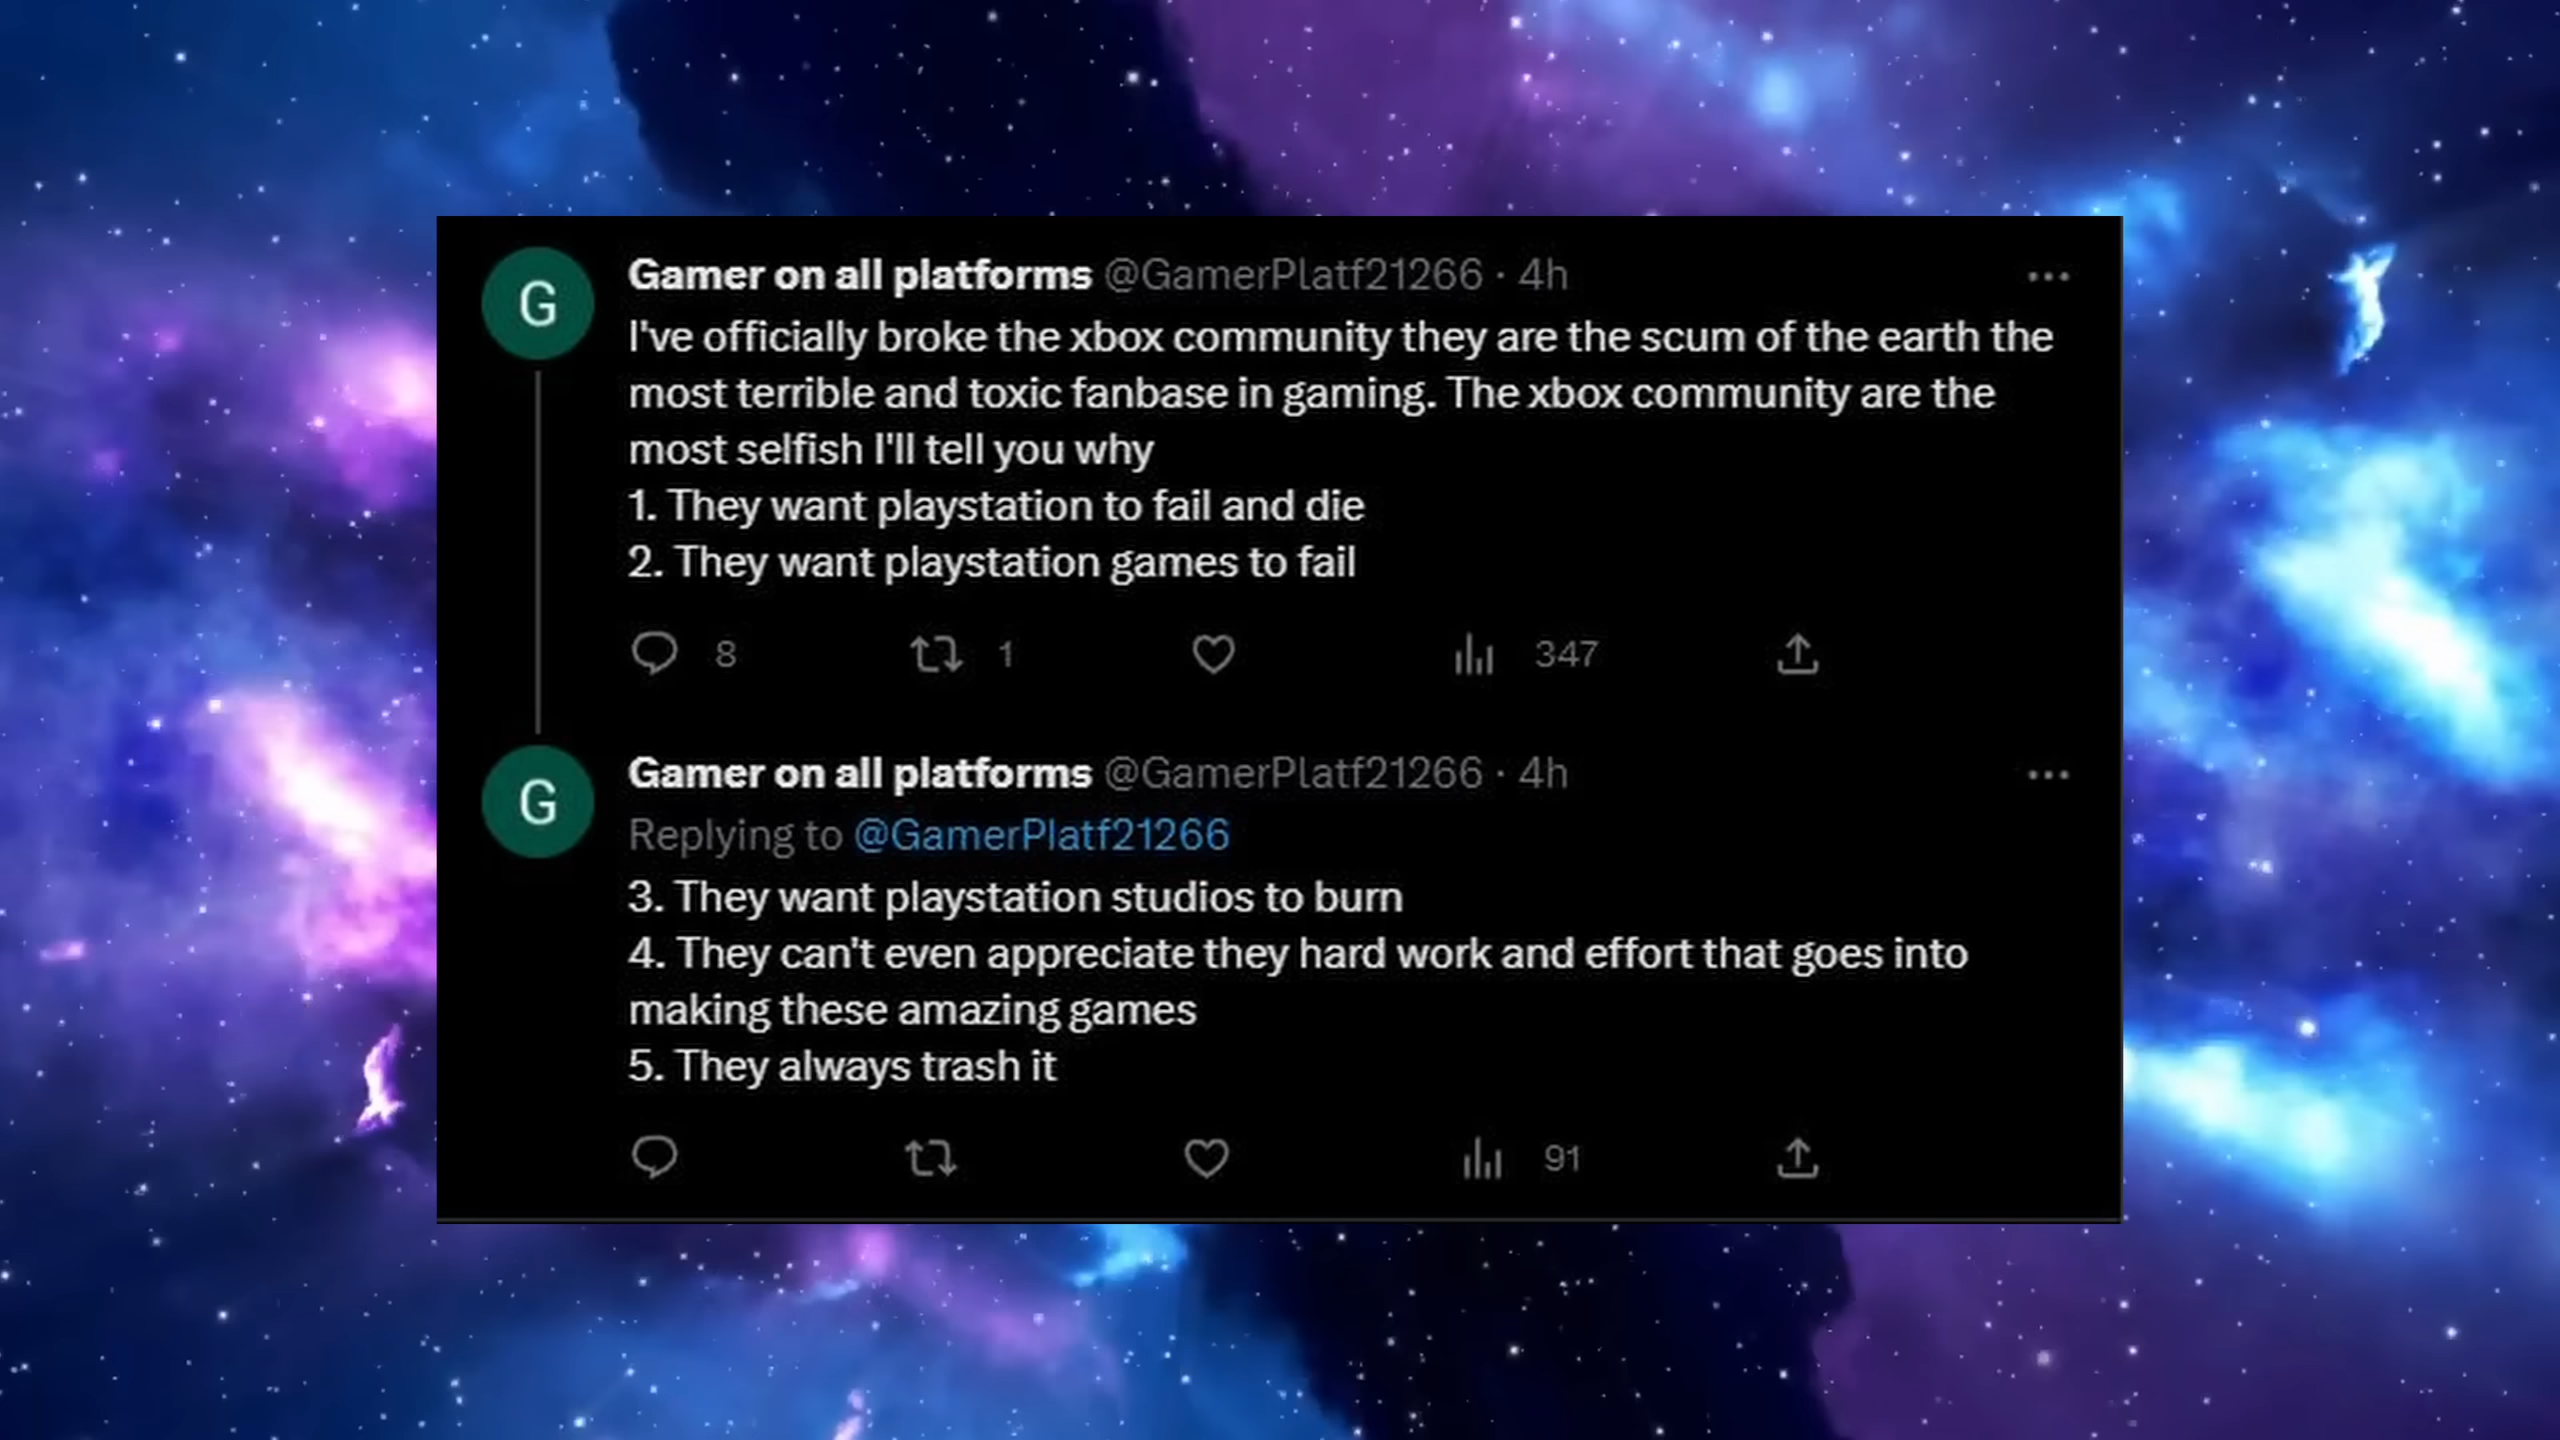 G
Gamer on all platforms @GamerPlatf21266 · 4h
I've officially broke the xbox community they are the scum of the earth the
most terrible and toxic fanbase in gaming. The xbox community are the
most selfish I'll tell you why
1. They want playstation to fail and die
2. They want playstation games to fail
8 1 347
G
Gamer on all platforms @GamerPlatf21266 · 4h
Replying to @GamerPlatf21266
3. They want playstation studios to burn
4. They can't even appreciate they hard work and effort that goes into
making these amazing games
5. They always trash it
91